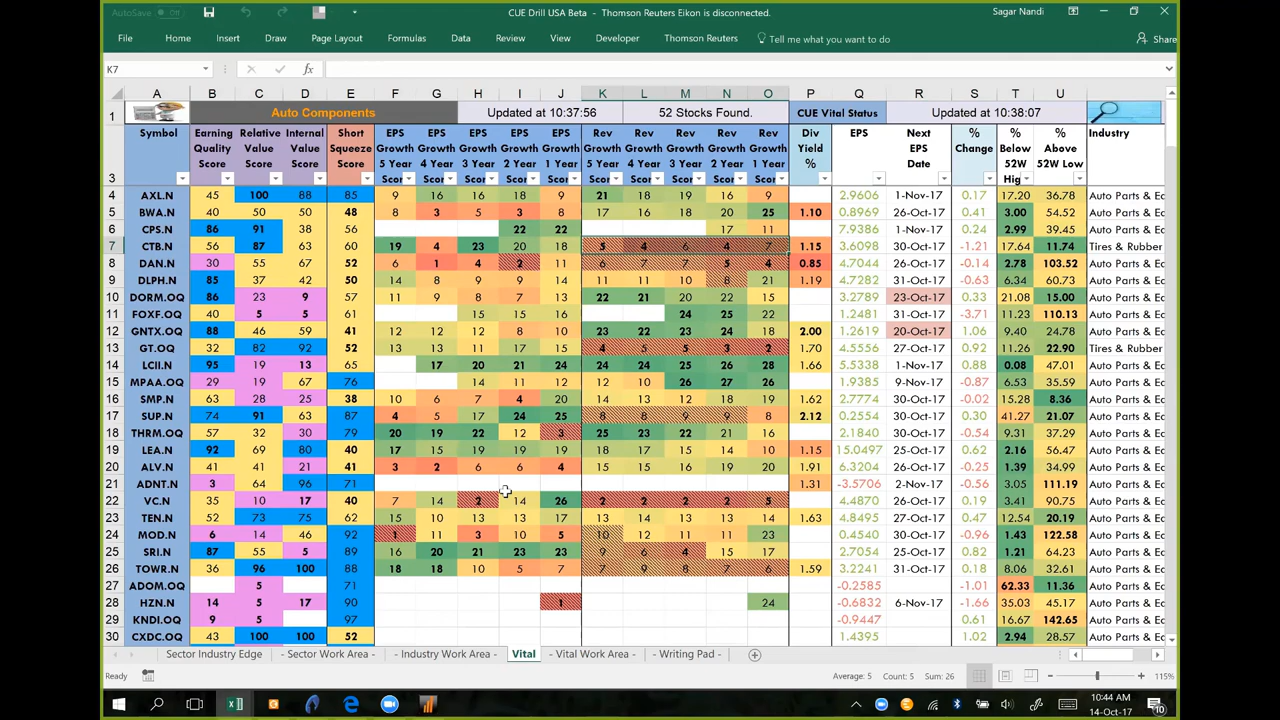 AutoSave Off CUE Drill USA Beta - Thomson Reuters Eikon is disconnected. Sagar Nandi
File Home Insert Draw Page Layout Formulas Data Review View Developer Thomson Reuters Tell me what you want to do Share
K7 fx
A B C D E F G H I J K L M N O P Q R S T U
1 Auto Components Updated at 10:37:56 52 Stocks Found. CUE Vital Status Updated at 10:38:07
Symbol Earning Relative Internal Short EPS EPS EPS EPS EPS Rev Rev Rev Rev Rev Div EPS Next % % % Industry
Quality Value Value Squeeze Growth Growth Growth Growth Growth Growth Growth Growth Growth Growth Yield EPS Change Below Above
Score Score Score Score 5 Year 4 Year 3 Year 2 Year 1 Year 5 Year 4 Year 3 Year 2 Year 1 Year % Date 52W 52W Low
3 Scor Scor Scor Scor Scor Scor Scor Scor Scor Scor Hig
4 AXL.N 45 100 88 85 9 16 16 18 9 21 18 19 16 9 2.9606 1-Nov-17 0.17 17.20 36.78 Auto Parts & E
5 BWA.N 40 50 50 48 8 3 5 3 8 17 16 18 20 25 1.10 0.8969 26-Oct-17 0.41 3.00 54.52 Auto Parts & E
6 CPS.N 86 91 38 56 22 22 17 11 7.9386 1-Nov-17 0.24 2.99 39.45 Auto Parts & E
7 CTB.N 56 87 63 60 19 4 23 20 18 5 4 6 4 7 1.15 3.6098 30-Oct-17 -1.21 17.64 11.74 Tires & Rubber
8 DAN.N 30 55 67 52 6 1 4 2 11 6 7 7 5 4 0.85 4.7044 26-Oct-17 -0.14 2.78 103.52 Auto Parts & E
9 DLPH.N 85 37 42 50 14 8 9 9 14 11 11 10 8 21 1.19 4.7282 31-Oct-17 -0.63 6.34 60.73 Auto Parts & E
10 DORM.OQ 86 23 9 57 11 9 8 7 13 22 21 20 22 15 3.2789 23-Oct-17 0.33 21.08 15.00 Auto Parts & E
11 FOXF.OQ 40 5 5 61 15 15 16 24 25 22 1.2481 31-Oct-17 -3.71 11.26 110.13 Auto Parts & E
12 GNTX.OQ 88 46 59 41 12 12 12 8 10 23 22 23 24 18 2.00 1.2619 20-Oct-17 1.06 9.40 24.78 Auto Parts & E
13 GT.OQ 32 82 92 52 13 13 11 17 15 4 5 4 3 2 1.70 4.5556 27-Oct-17 0.92 11.26 22.90 Tires & Rubber
14 LCII.N 95 19 13 65 17 20 21 24 24 24 25 26 28 1.66 5.5338 1-Nov-17 0.88 0.08 47.01 Auto Parts & E
15 MPAA.OQ 29 19 67 76 14 11 12 12 10 26 27 26 1.9385 9-Nov-17 -0.87 6.53 35.59 Auto Parts & E
16 SMP.N 63 28 25 38 10 6 7 4 20 14 13 12 18 19 1.62 2.7774 30-Oct-17 -0.02 15.28 8.36 Auto Parts & E
17 SUP.N 74 91 63 87 4 5 17 24 25 8 8 9 9 8 2.12 0.2554 30-Oct-17 0.30 41.27 21.07 Auto Parts & E
18 THRM.OQ 57 32 30 79 20 19 22 12 3 25 23 22 21 16 2.1840 30-Oct-17 -0.54 9.31 37.29 Auto Parts & E
19 LEA.N 92 69 80 40 17 15 19 19 19 18 17 15 14 10 1.15 15.0499 25-Oct-17 0.62 2.16 56.47 Auto Parts & E
20 ALV.N 41 41 21 41 3 2 6 6 4 15 15 16 19 20 1.91 6.3204 26-Oct-17 -0.25 1.39 34.99 Auto Parts & E
21 ADNT.N 3 64 96 71 1.31 -3.5706 2-Nov-17 -0.56 3.05 111.19 Auto Parts & E
22 VC.N 35 10 17 40 7 14 2 14 26 2 2 2 2 5 4.4870 26-Oct-17 0.19 3.41 90.75 Auto Parts & E
23 TEN.N 52 73 75 62 15 10 13 13 17 13 14 13 10 14 1.63 4.8495 27-Oct-17 0.47 12.54 20.19 Auto Parts & E
24 MOD.N 6 14 46 92 1 12 3 10 5 10 12 11 11 23 0.4540 31-Oct-17 -0.96 1.43 122.58 Auto Parts & E
25 SRI.N 87 55 5 89 16 20 21 23 23 9 6 4 15 17 2.7054 25-Oct-17 0.82 1.21 64.23 Auto Parts & E
26 TOWR.N 36 96 100 88 18 18 10 5 7 7 9 8 7 6 1.59 3.2241 31-Oct-17 0.18 8.06 32.61 Auto Parts & E
27 ADOM.OQ 5 71 -0.2585 -1.01 62.33 11.36 Auto Parts & E
28 HZN.N 14 5 17 90 1 24 -0.6832 6-Nov-17 -1.66 35.03 45.17 Auto Parts & E
29 KNDI.OQ 9 5 97 -0.9447 0.61 16.67 142.65 Auto Parts & E
30 CXDC.OQ 43 100 100 52 1.4395 1.02 2.94 28.57 Auto Parts & E
Sector Industry Edge - Sector Work Area - - Industry Work Area - Vital - Vital Work Area - - Writing Pad -
Ready Average: 5 Count: 5 Sum: 26 115%
10:44 AM
14-Oct-17
10